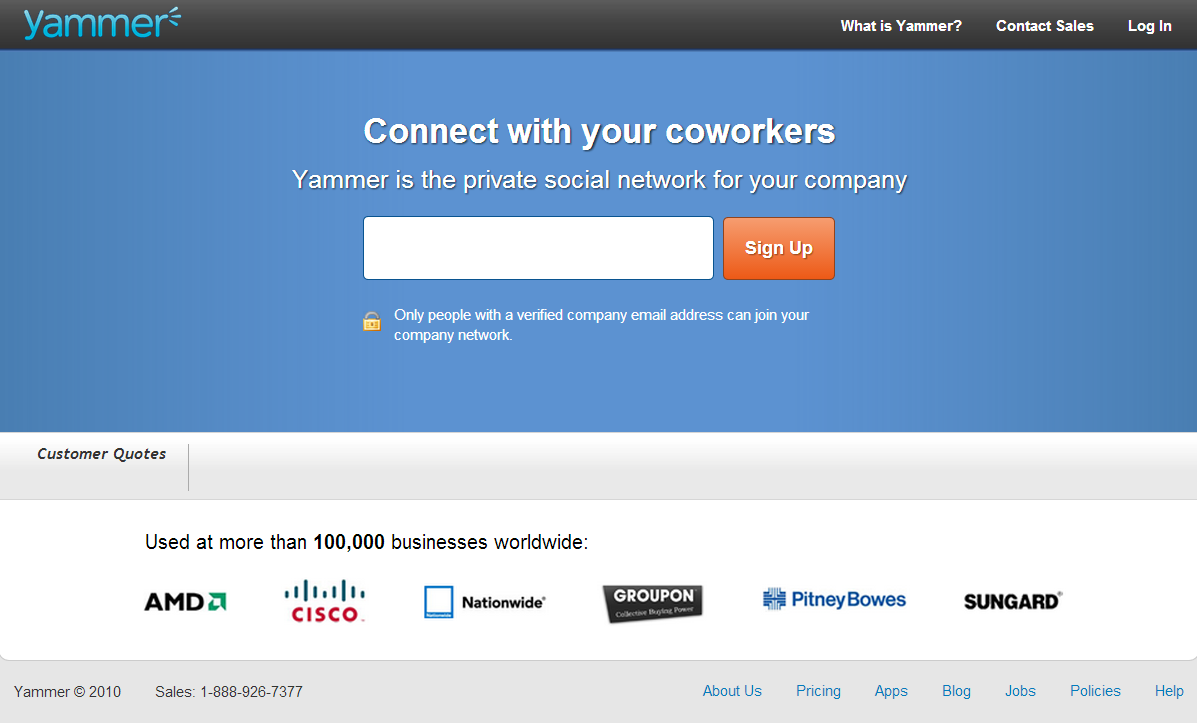 yammer
What is Yammer? Contact Sales Log In
Connect with your coworkers
Yammer is the private social network for your company
Sign Up
Only people with a verified company email address can join your
company network.
Customer Quotes
Used at more than 100,000 businesses worldwide:
AMD CISCO Nationwide® GROUPON Collective Buying Power PitneyBowes SUNGARD®
Yammer © 2010 Sales: 1-888-926-7377 About Us Pricing Apps Blog Jobs Policies Help